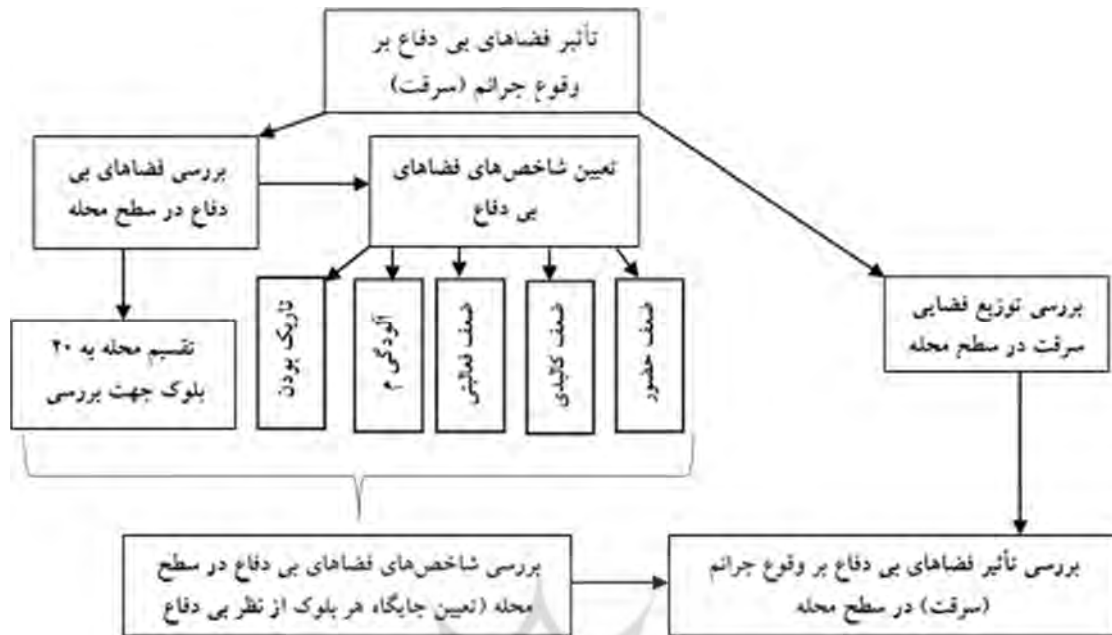 تأثیر فضاهای بی دفاع بر
وقوع جرائم (سرقت)
تعیین شاخص‌های فضاهای
بی دفاع
بررسی فضاهای بی
دفاع در سطح محله
ضعف حضور
ضعف کالبدی
ضعف فعالیتی
آلودگی م
تاریک بودن
بررسی توزیع فضایی
سرقت در سطح محله
تقسیم محله به ۴۰
بلوک جهت بررسی
بررسی تأثیر فضاهای بی دفاع بر وقوع جرائم
(سرقت) در سطح محله
بررسی شاخص‌های فضاهای بی دفاع در سطح
محله (تعیین جایگاه هر بلوک از نظر بی دفاع